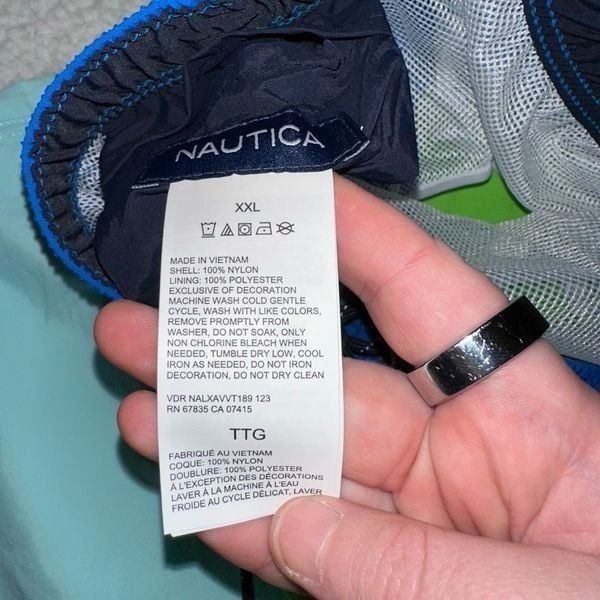 NAUTICA
XXL
MADE IN VIETNAM
SHELL: 100% NYLON
LINING: 100% POLYESTER
EXCLUSIVE OF DECORATION
MACHINE WASH COLD GENTLE
CYCLE, WASH WITH LIKE COLORS,
REMOVE PROMPTLY FROM
WASHER, DO NOT SOAK, ONLY
NON CHLORINE BLEACH WHEN
NEEDED, TUMBLE DRY LOW, COOL
IRON AS NEEDED, DO NOT IRON
DECORATION, DO NOT DRY CLEAN
VDR NALXAVVT189 123
RN 67835 CA 07415
TTG
FABRIQUÉ AU VIETNAM
COQUE: 100% NYLON
DOUBLURE: 100% POLYESTER
À L'EXCEPTION DES DÉCORATIONS
LAVER À LA MACHINE À L'EAU
FROIDE AU CYCLE DÉLICAT, LAVER